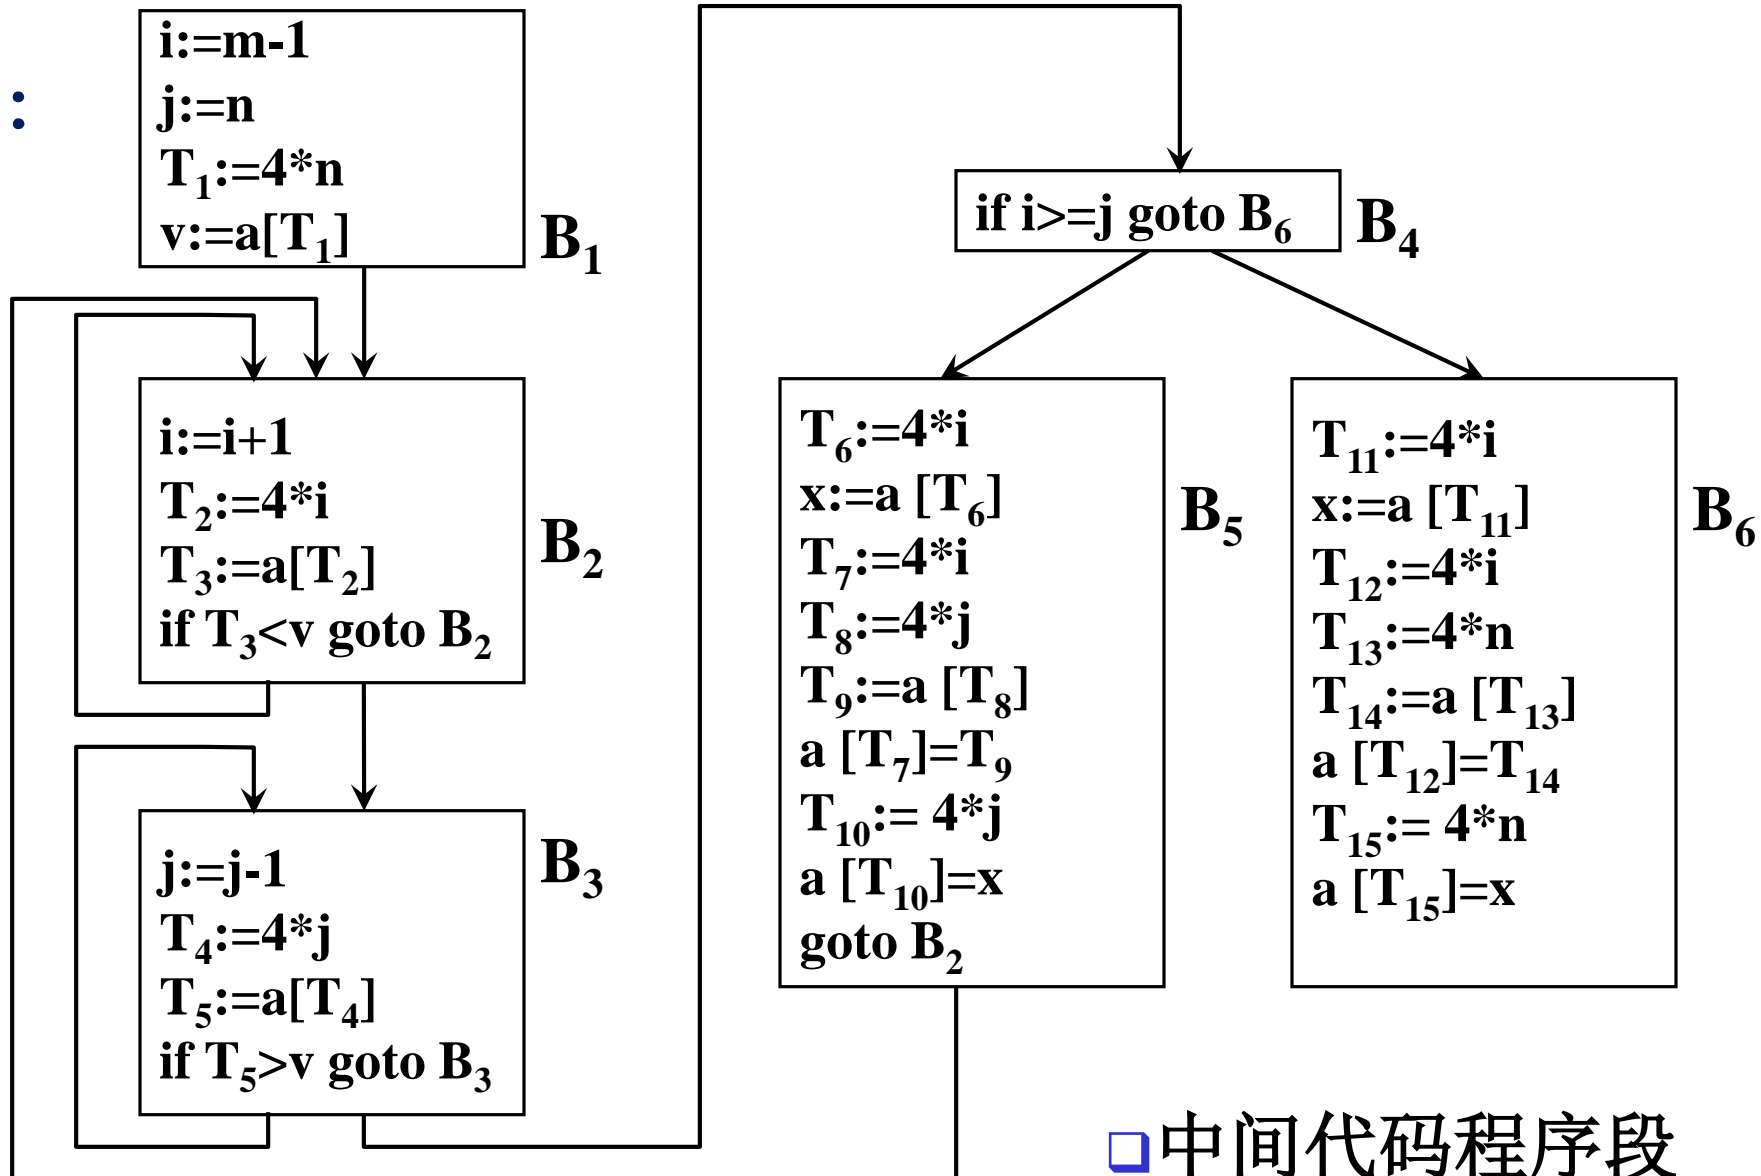 :
i:=m-1
j:=n
T₁:=4*n
v:=a[T₁]
B₁
i:=i+1
T₂:=4*i
T₃:=a[T₂]
if T₃<v goto B₂
B₂
j:=j-1
T₄:=4*j
T₅:=a[T₄]
if T₅>v goto B₃
B₃
if i>=j goto B₆
B₄
T₆:=4*i
x:=a [T₆]
T₇:=4*i
T₈:=4*j
T₉:=a [T₈]
a [T₇]=T₉
T₁₀:= 4*j
a [T₁₀]=x
goto B₂
B₅
T₁₁:=4*i
x:=a [T₁₁]
T₁₂:=4*i
T₁₃:=4*n
T₁₄:=a [T₁₃]
a [T₁₂]=T₁₄
T₁₅:= 4*n
a [T₁₅]=x
B₆
中间代码程序段